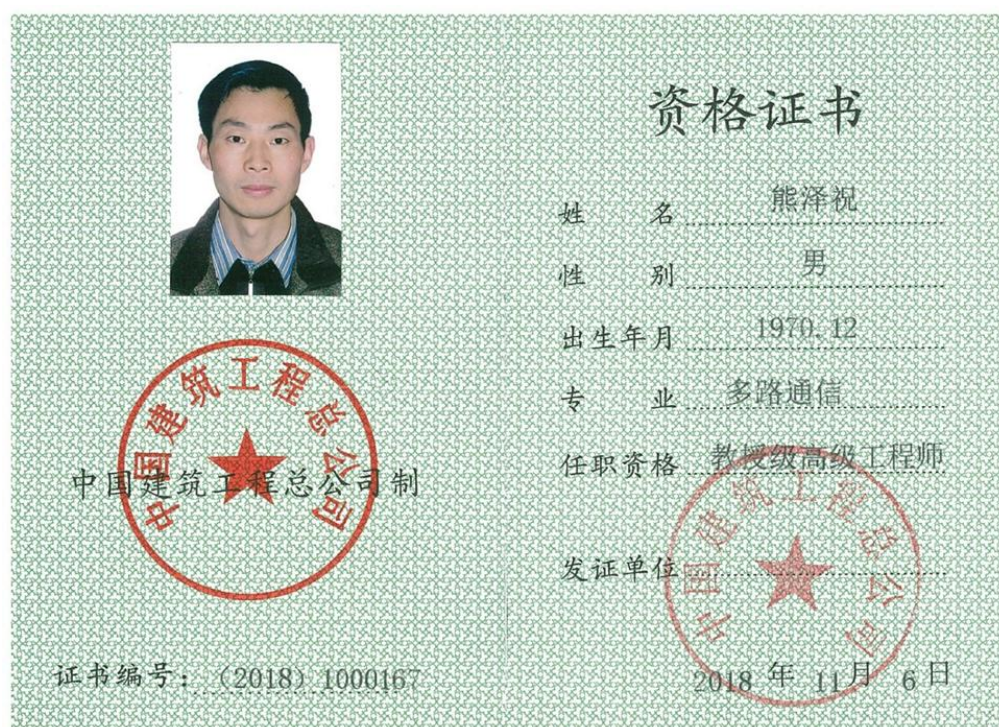 资格证书
姓名 熊泽祝
性别 男
出生年月 1970.12
专业 多路通信
任职资格 教授级高级工程师
发证单位
中国建筑工程总公司
2018 年 11 月 6 日
中国建筑工程总公司
中国建筑工程总公司制
证书编号：（2018）1000167